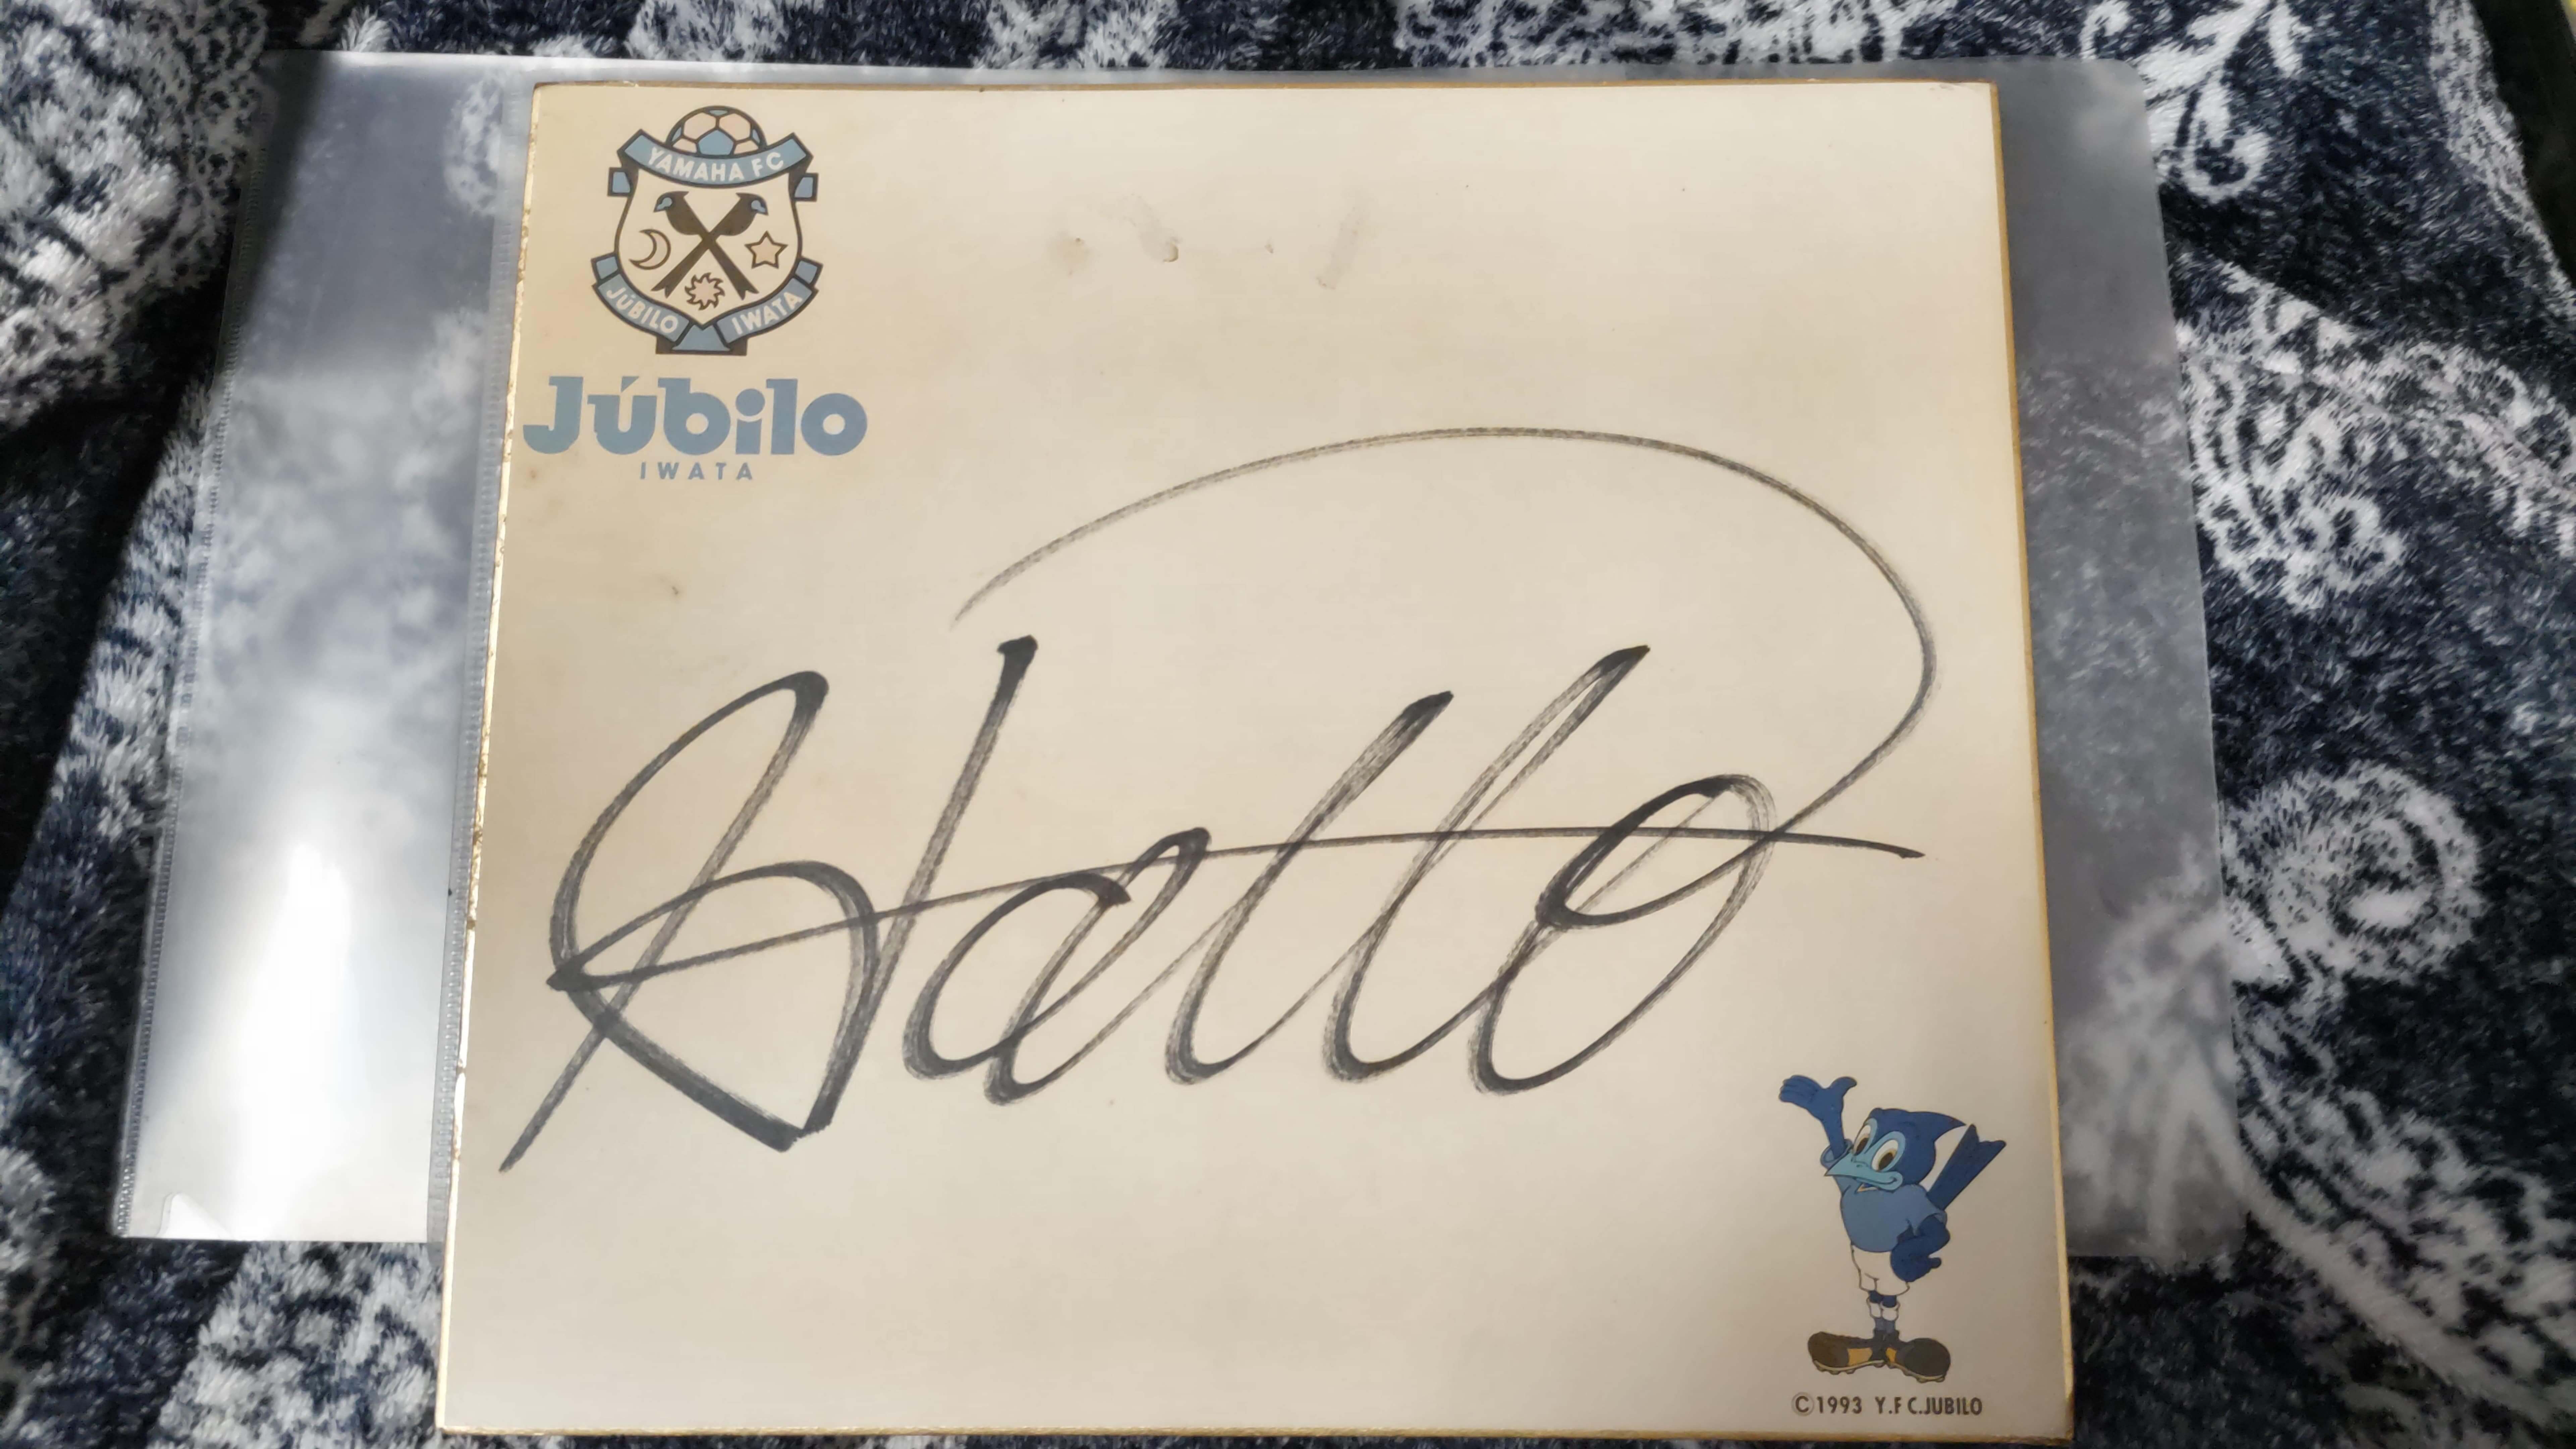 YAMAHA FC
JÚBILO IWATA
Júbilo
IWATA
©1993 Y.F C.JUBILO